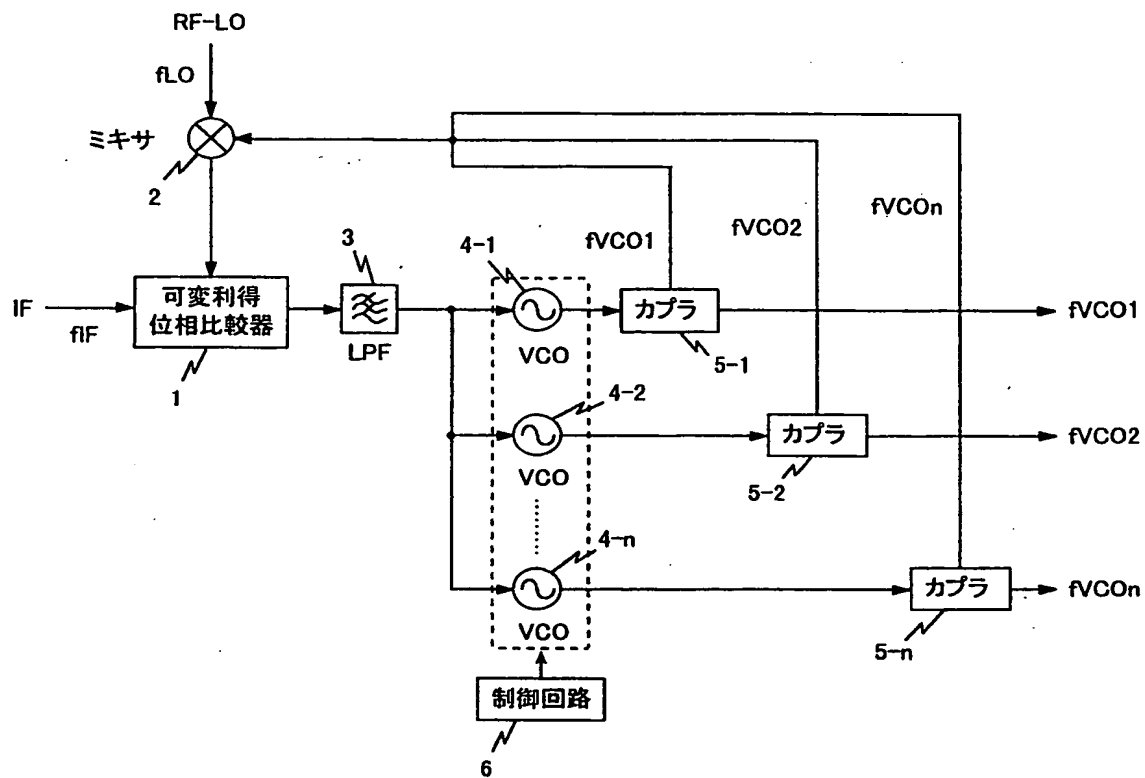 RF-LO
fLO
ミキサ
2
fVCO1
fVCO2
fVCOn
3
4-1
IF
fIF
可変利得
位相比較器
1
LPF
VCO
カプラ
5-1
fVCO1
4-2
VCO
カプラ
5-2
fVCO2
4-n
VCO
カプラ
5-n
fVCOn
制御回路
6